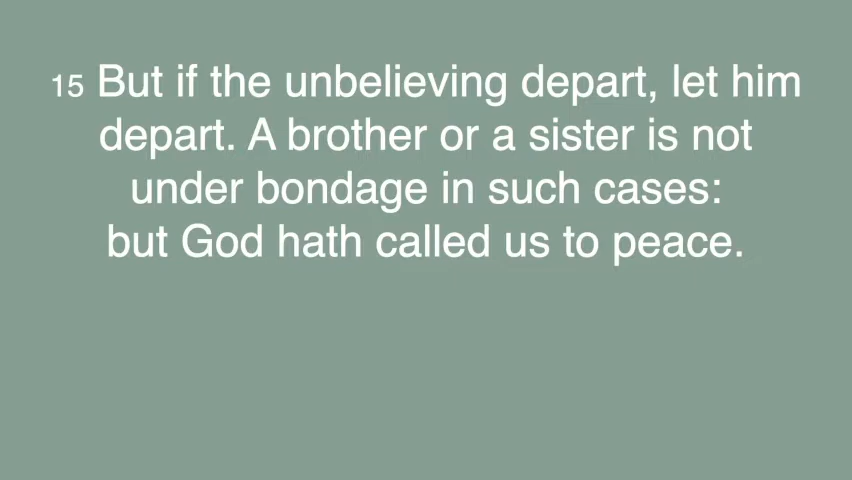 15 But if the unbelieving depart, let him
depart. A brother or a sister is not
under bondage in such cases:
but God hath called us to peace.